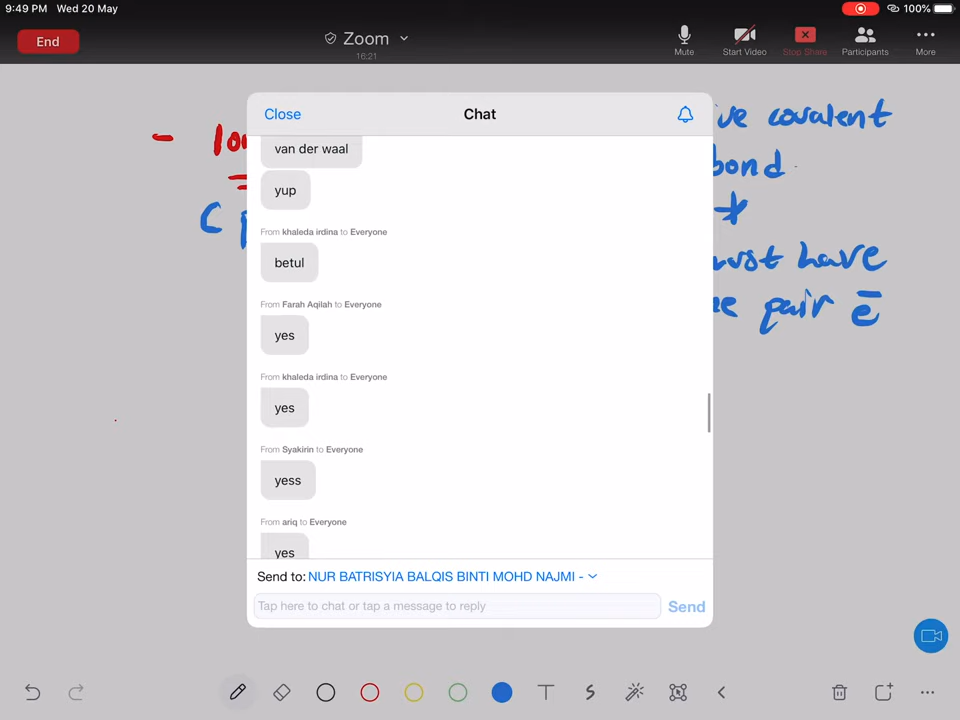 9:49 PM Wed 20 May
100%
End
Zoom
16:21
Mute
Start Video
Stop Share
Participants
More
Close
Chat
van der waal
yup
From khaleda irdina to Everyone
betul
From Farah Aqilah to Everyone
yes
From khaleda irdina to Everyone
yes
From Syakirin to Everyone
yess
From ariq to Everyone
yes
Send to: NUR BATRISYIA BALQIS BINTI MOHD NAJMI -
Tap here to chat or tap a message to reply
Send
covalent
bond
have
pair e̅